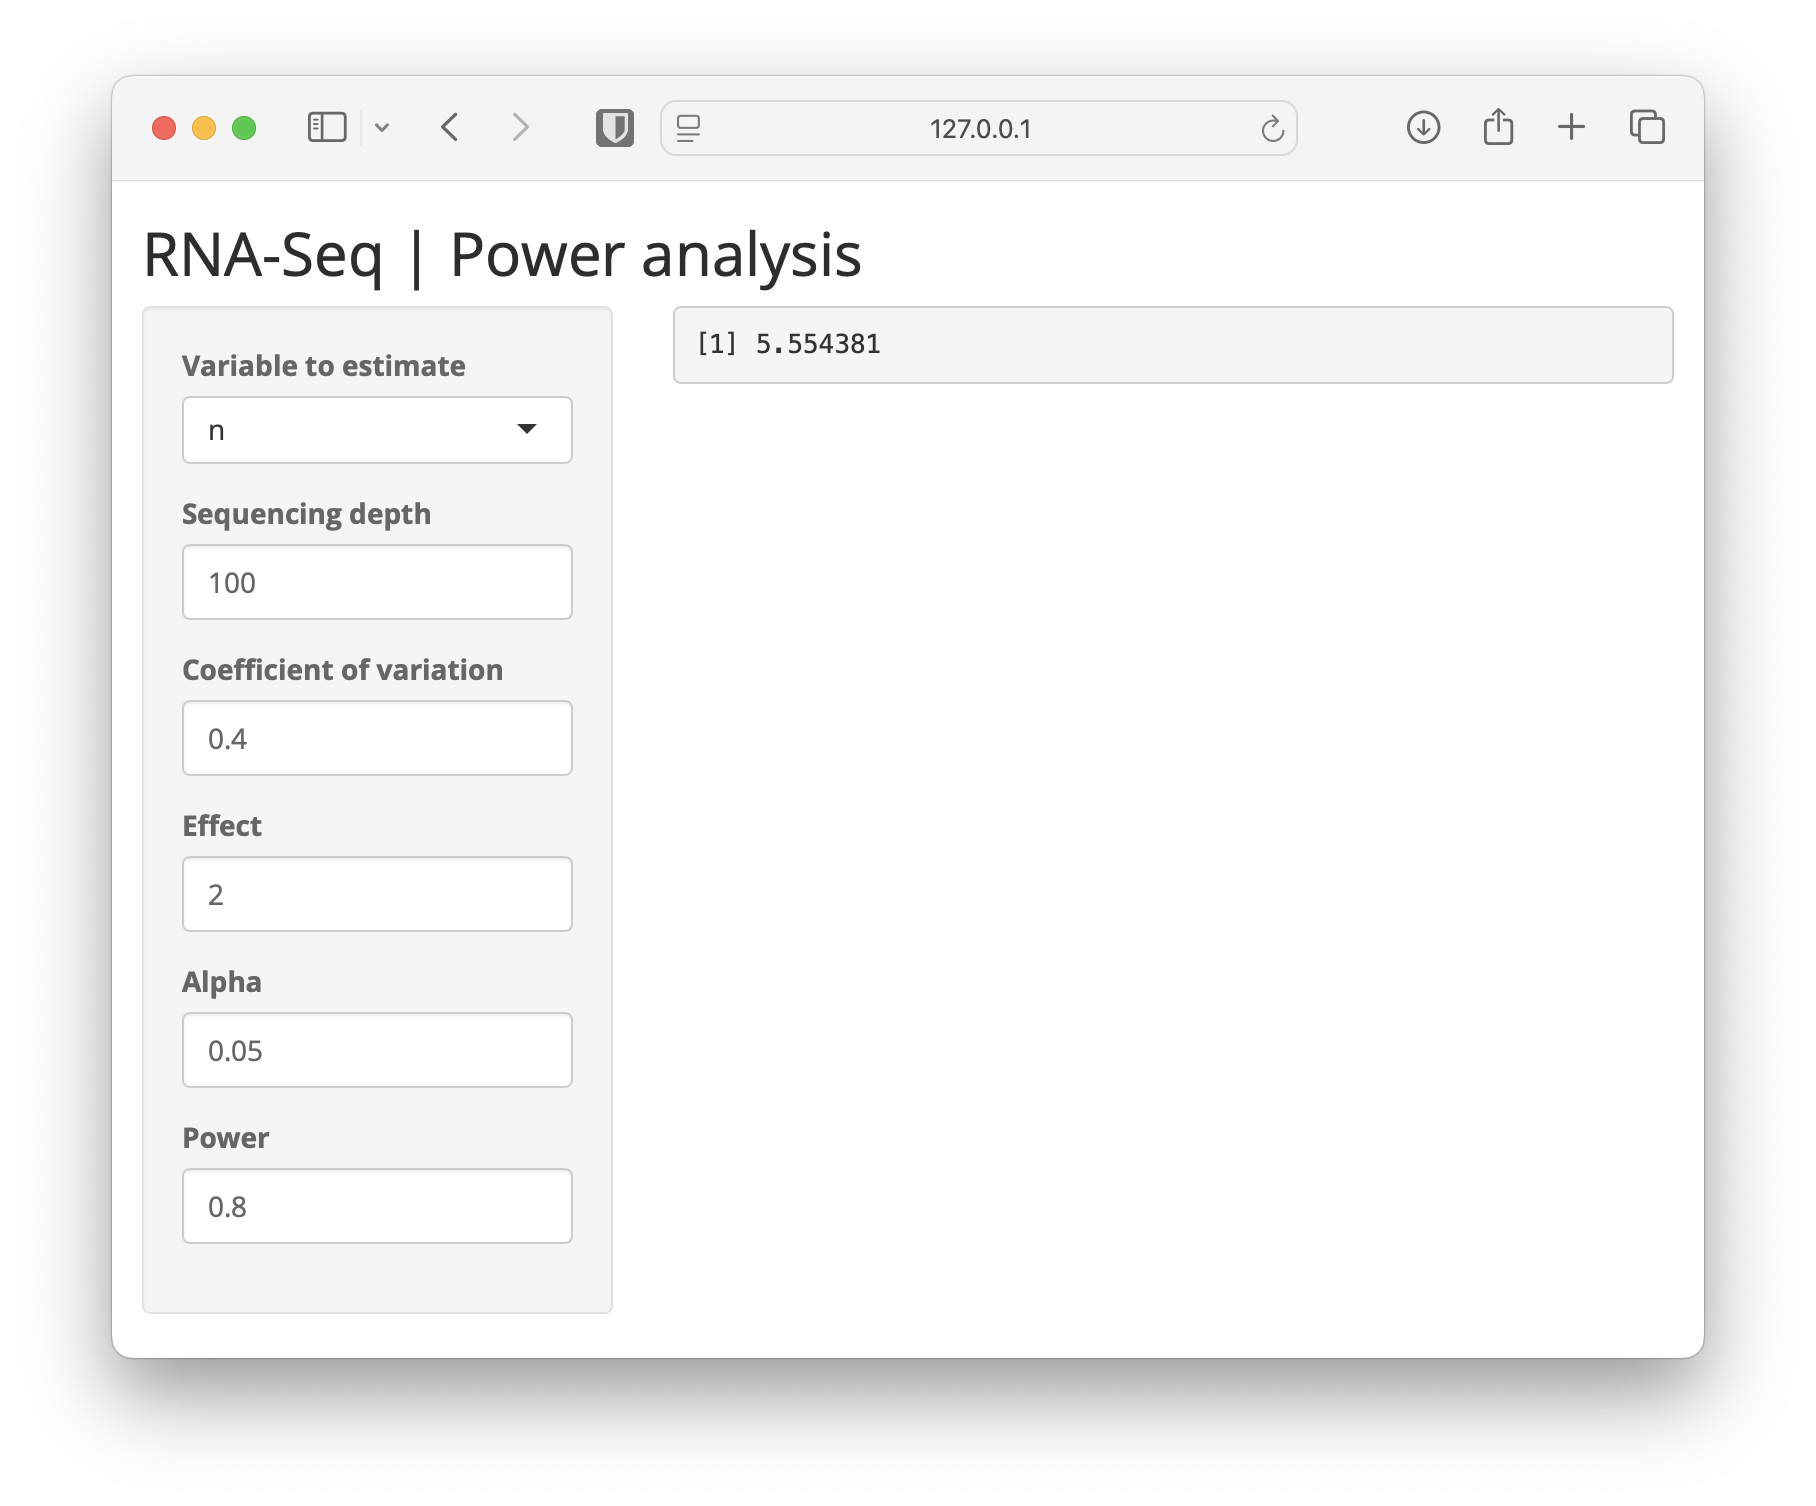 127.0.0.1
RNA-Seq | Power analysis
Variable to estimate
n
Sequencing depth
100
Coefficient of variation
0.4
Effect
2
Alpha
0.05
Power
0.8
[1] 5.554381